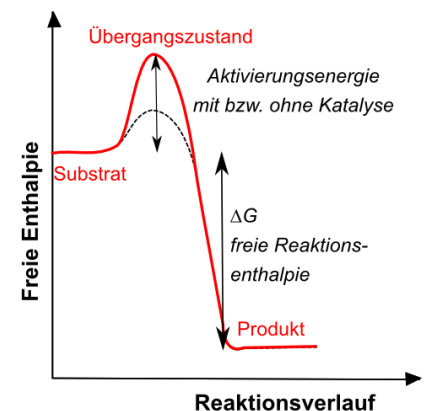 Übergangszustand
Aktivierungsenergie
mit bzw. ohne Katalyse
Substrat
ΔG
freie Reaktions-
enthalpie
Produkt
Freie Enthalpie
Reaktionsverlauf